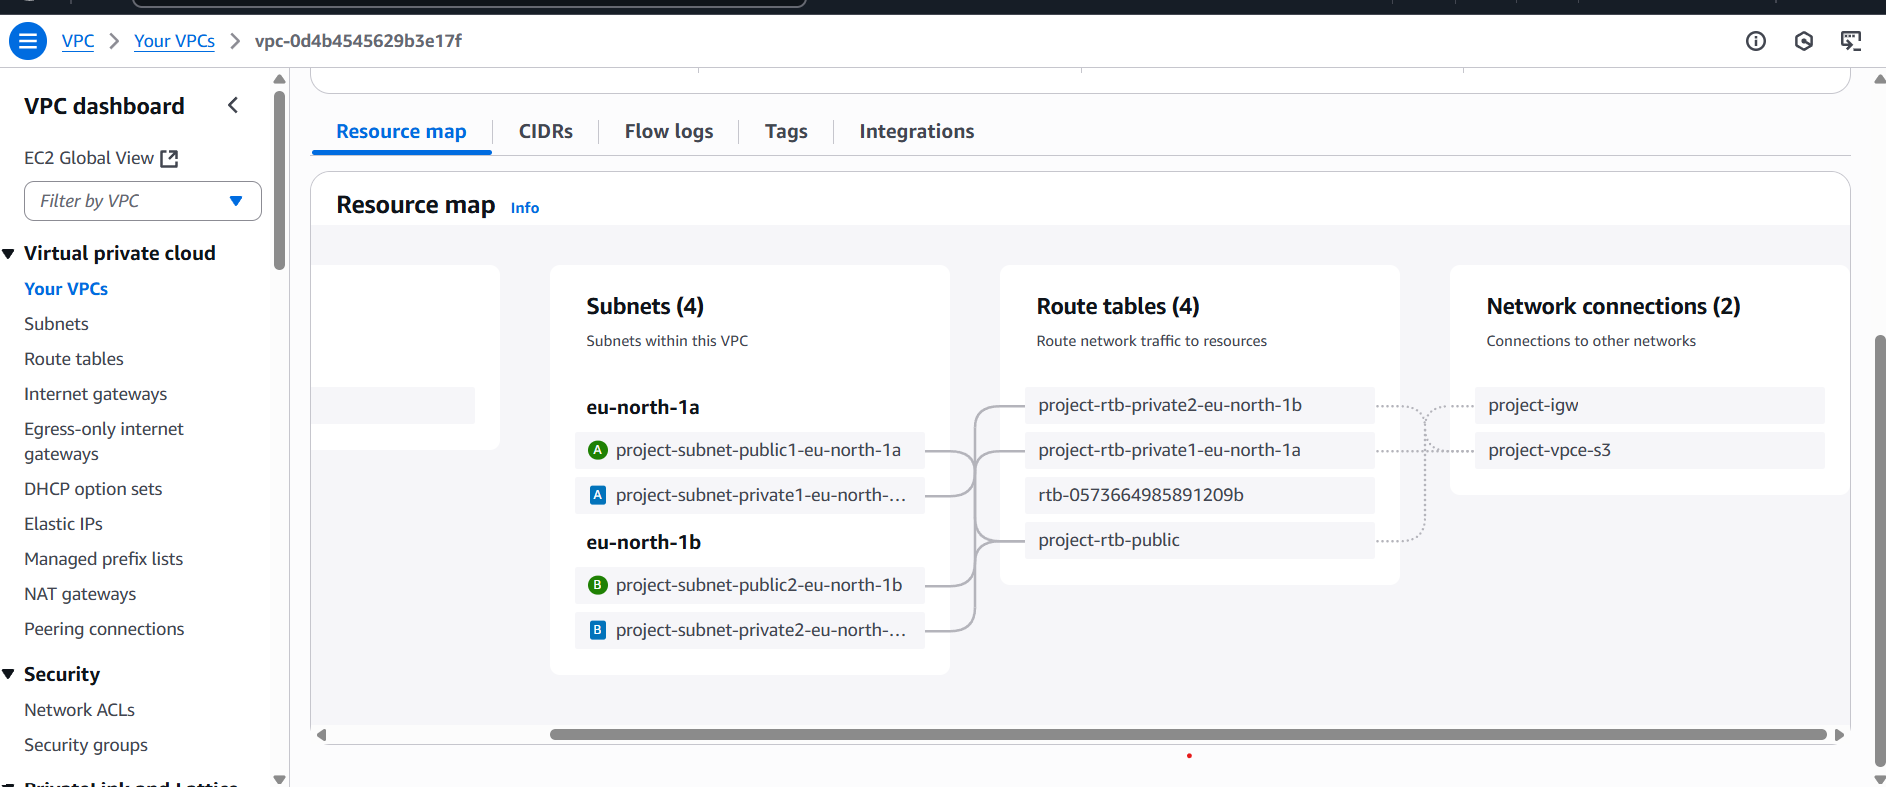 VPC > Your VPCs > vpc-0d4b4545629b3e17f
VPC dashboard
EC2 Global View
Filter by VPC
Virtual private cloud
Your VPCs
Subnets
Route tables
Internet gateways
Egress-only internet
gateways
DHCP option sets
Elastic IPs
Managed prefix lists
NAT gateways
Peering connections
Security
Network ACLs
Security groups
PrivateLink and Lattice
Resource map
CIDRs
Flow logs
Tags
Integrations
Resource map Info
Subnets (4)
Subnets within this VPC
eu-north-1a
A project-subnet-public1-eu-north-1a
A project-subnet-private1-eu-north-...
eu-north-1b
B project-subnet-public2-eu-north-1b
B project-subnet-private2-eu-north-...
Route tables (4)
Route network traffic to resources
project-rtb-private2-eu-north-1b
project-rtb-private1-eu-north-1a
rtb-0573664985891209b
project-rtb-public
Network connections (2)
Connections to other networks
project-igw
project-vpce-s3